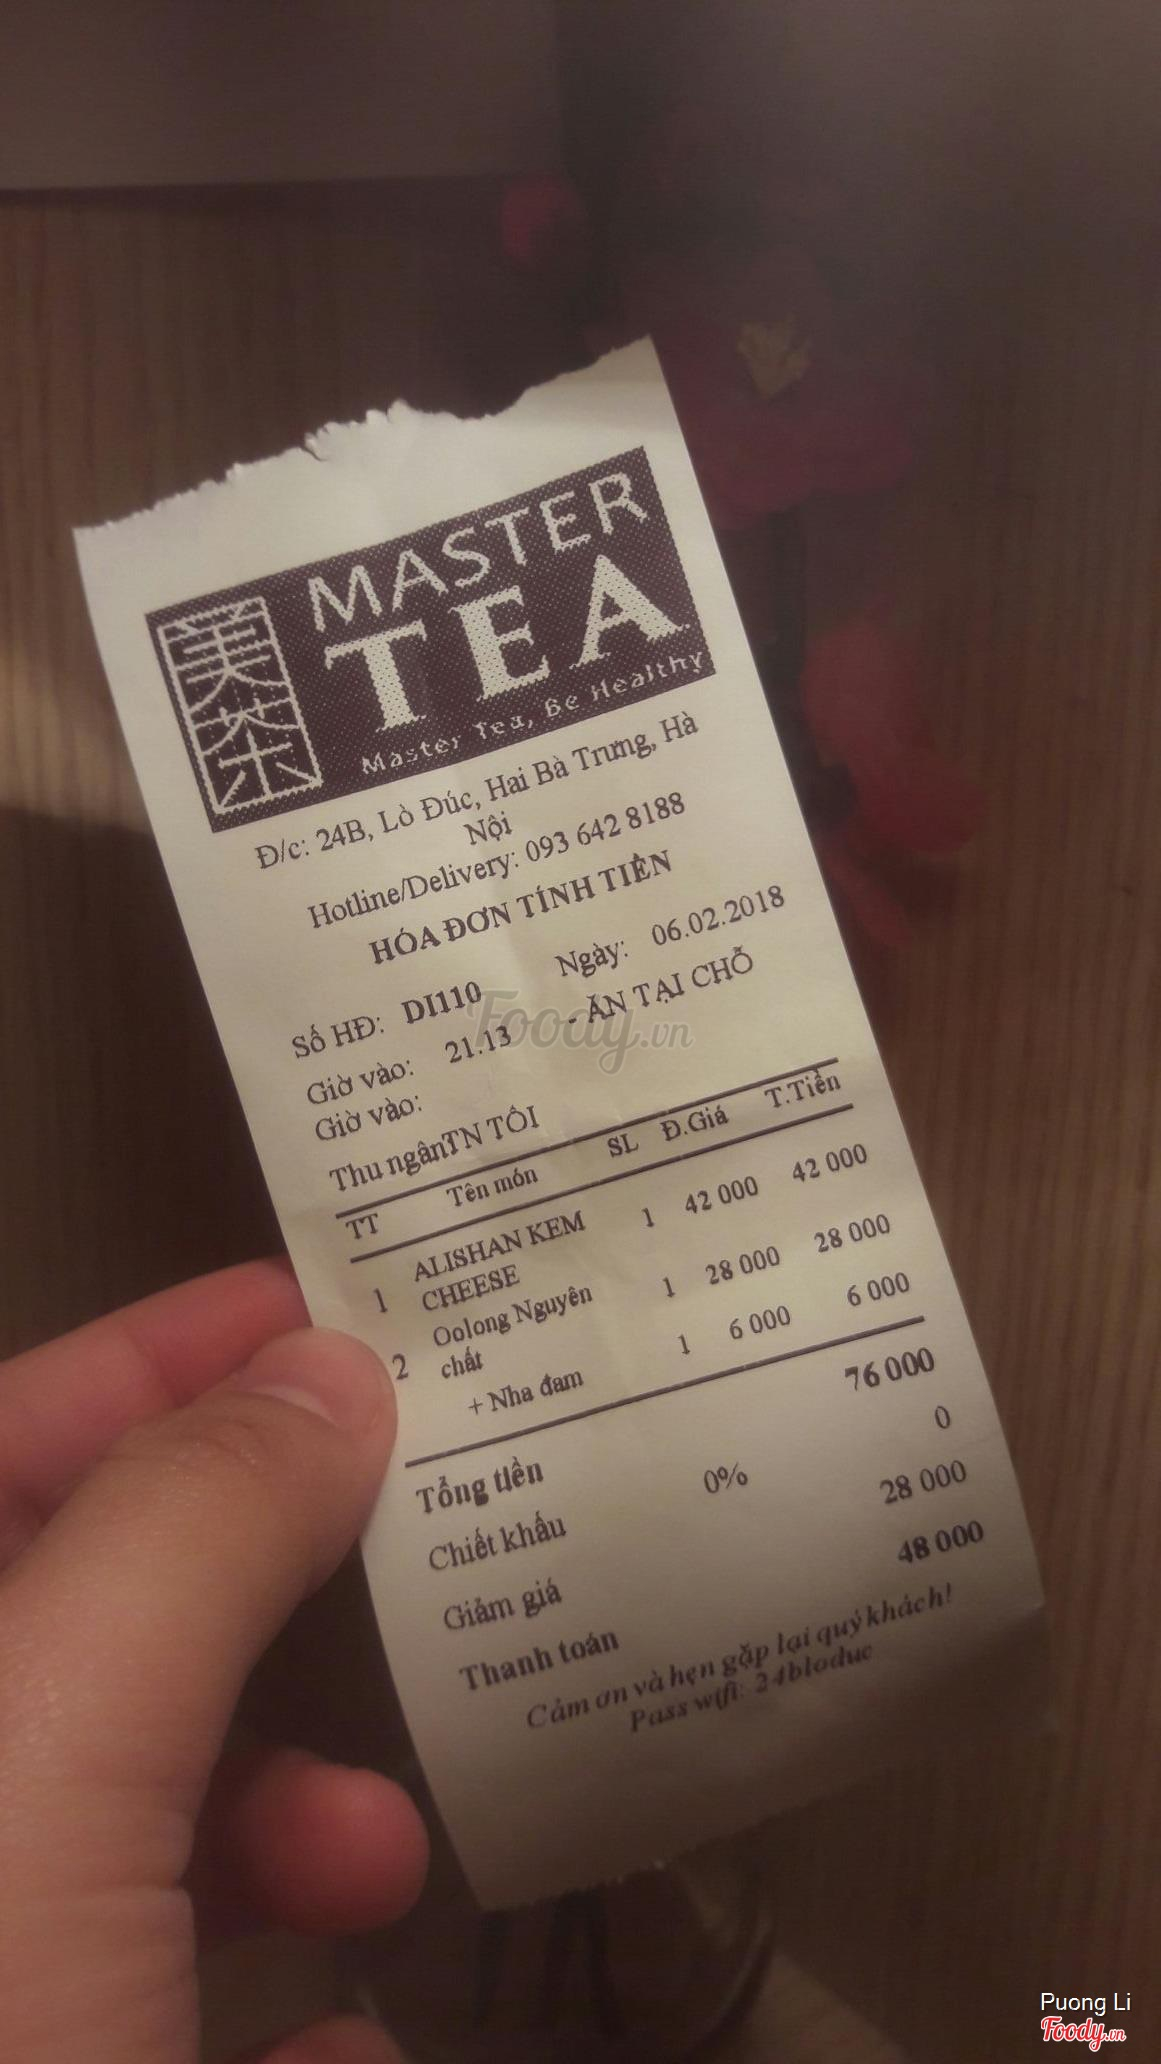 美茶
MASTER
TEA
Master Tea, Be Healthy
Đ/c: 24B, Lò Đúc, Hai Bà Trưng, Hà
Nội
Hotline/Delivery: 093 642 8188
HÓA ĐƠN TÍNH TIỀN
Số HĐ: DI110 Ngày: 06.02.2018
Giờ vào: 21.13 - ĂN TẠI CHỖ
Giờ vào:
Thu ngân TN TỐI
TT Tên món SL Đ.Giá T.Tiền
1 ALISHAN KEM CHEESE 1 42 000 42 000
2 Oolong Nguyên chất 1 28 000 28 000
+ Nha đam 1 6 000 6 000
Tổng tiền 76 000
Chiết khấu 0% 0
Giảm giá 28 000
Thanh toán 48 000
Cảm ơn và hẹn gặp lại quý khách!
Pass wifi: 24bloduc
Foody.vn
Puong Li
Foody.vn